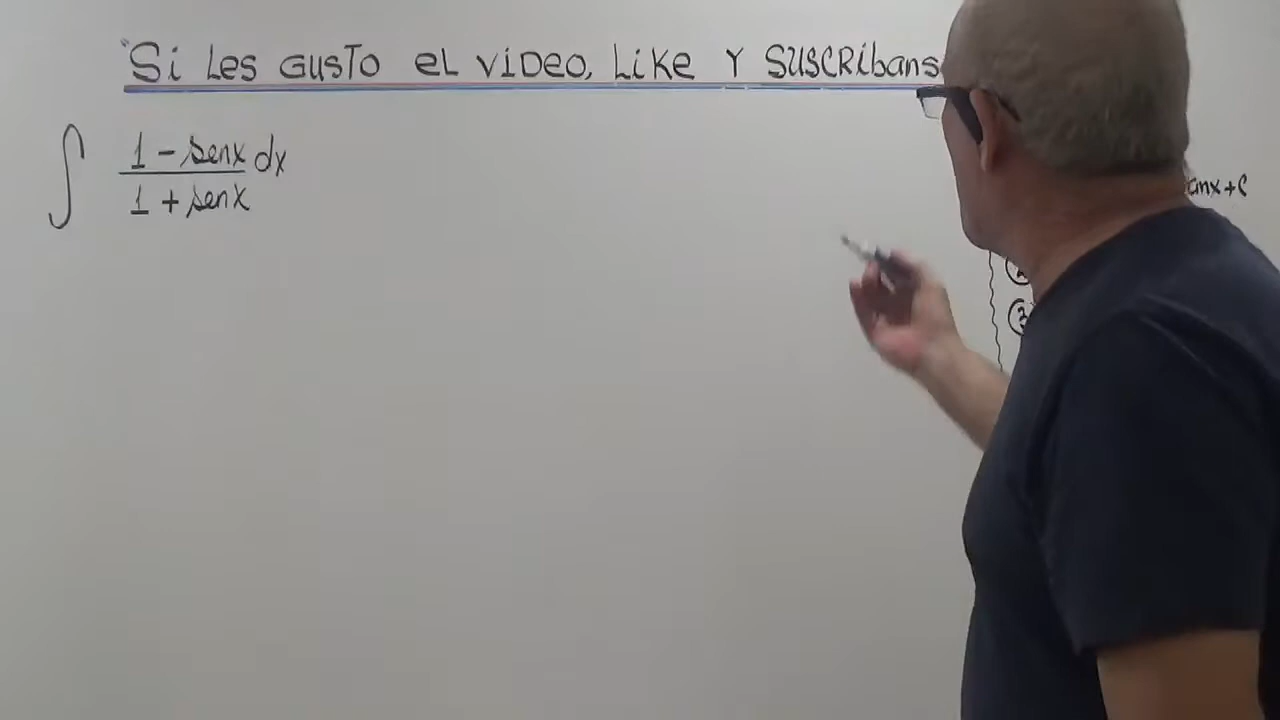 "Si Les GUSTO eL VIDeO, Like Y SUSCRIbans
∫ 1 - senx dx
1 + senx
anx + C